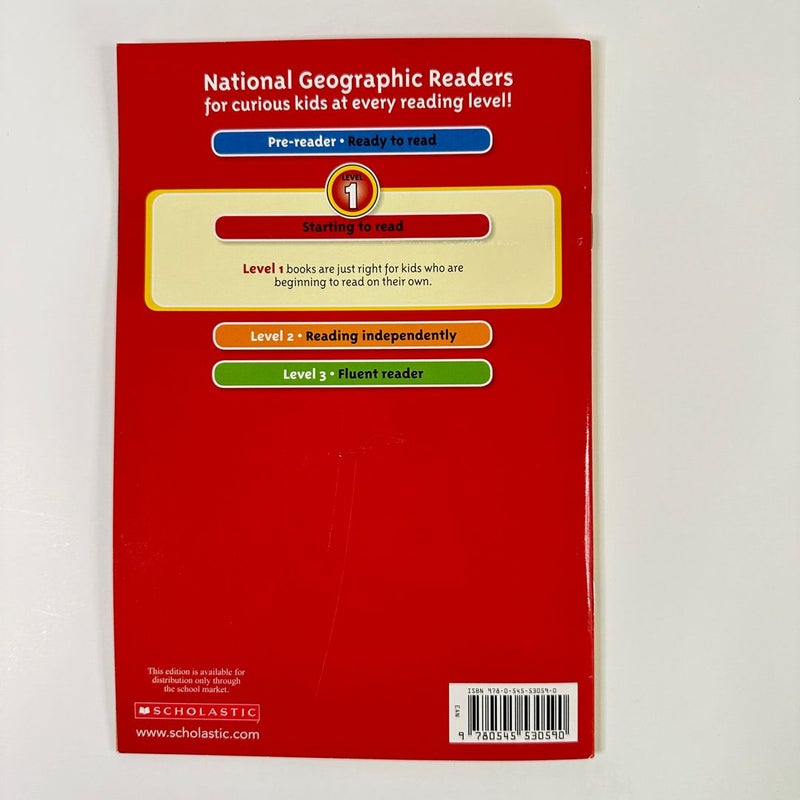 National Geographic Readers
for curious kids at every reading level!
Pre-reader • Ready to read
LEVEL
1
Starting to read
Level 1 books are just right for kids who are
beginning to read on their own.
Level 2 • Reading independently
Level 3 • Fluent reader
This edition is available for
distribution only through
the school market.
SCHOLASTIC
www.scholastic.com
ISBN 978-0-545-53059-0
EAN
9 780545 530590